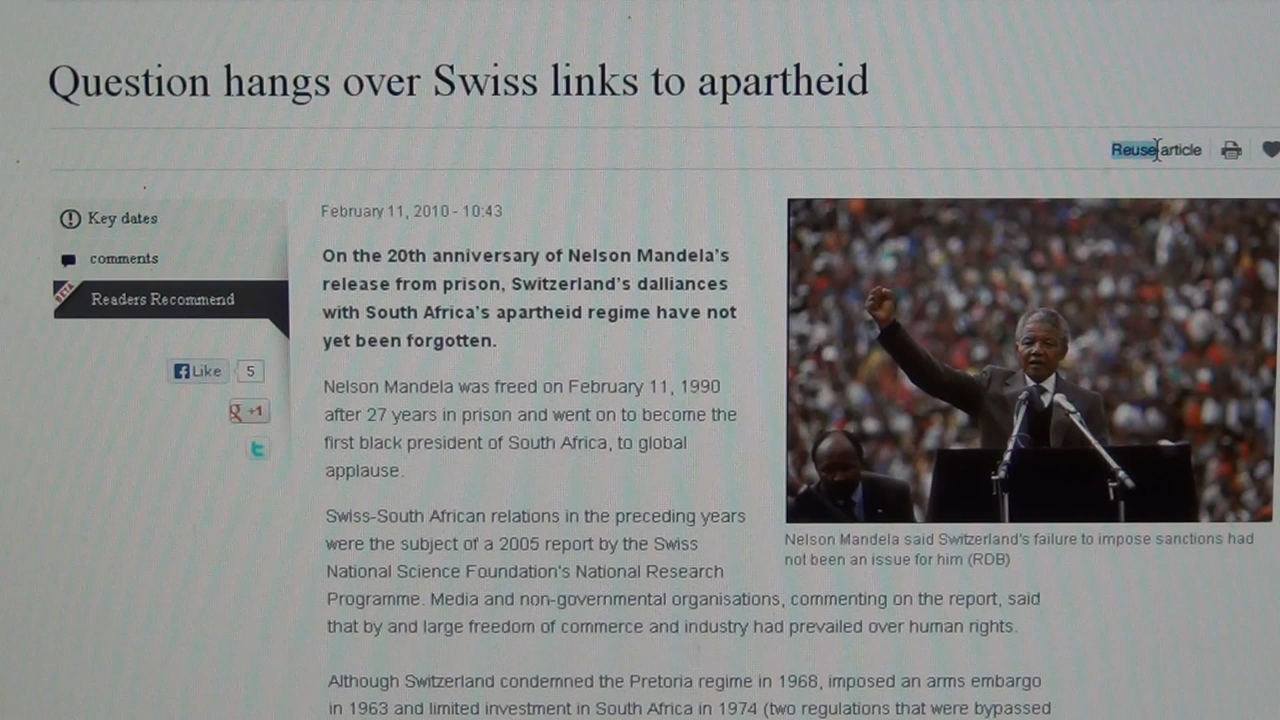 Question hangs over Swiss links to apartheid
Reuse article
Key dates
comments
BETA
Readers Recommend
Like 5
g +1
February 11, 2010 - 10:43
On the 20th anniversary of Nelson Mandela's
release from prison, Switzerland's dalliances
with South Africa's apartheid regime have not
yet been forgotten.
Nelson Mandela was freed on February 11, 1990
after 27 years in prison and went on to become the
first black president of South Africa, to global
applause.
Swiss-South African relations in the preceding years
were the subject of a 2005 report by the Swiss
National Science Foundation's National Research
Programme. Media and non-governmental organisations, commenting on the report, said
that by and large freedom of commerce and industry had prevailed over human rights.
Although Switzerland condemned the Pretoria regime in 1968, imposed an arms embargo
in 1963 and limited investment in South Africa in 1974 (two regulations that were bypassed
Nelson Mandela said Switzerland's failure to impose sanctions had
not been an issue for him (RDB)